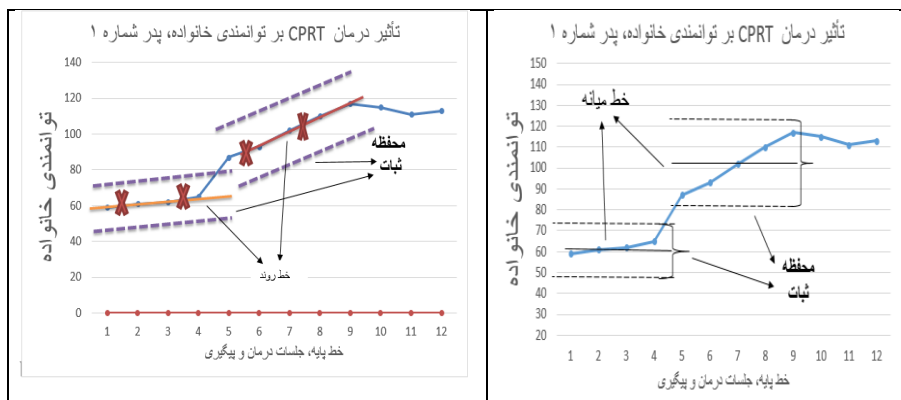 تأثیر درمان CPRT بر توانمندی خانواده، پدر شماره ۱
140
120
100
80
60
40
20
0
توانمندی خانواده
محفظه
ثبات
خط روند
1 2 3 4 5 6 7 8 9 10 11 12
خط پایه، جلسات درمان و پیگیری
تأثیر درمان CPRT بر توانمندی خانواده، پدر شماره ۱
150
140
130
120
110
100
90
80
70
60
50
40
30
20
توانمندی خانواده
خط میانه
محفظه
ثبات
1 2 3 4 5 6 7 8 9 10 11 12
خط پایه، جلسات درمان و پیگیری